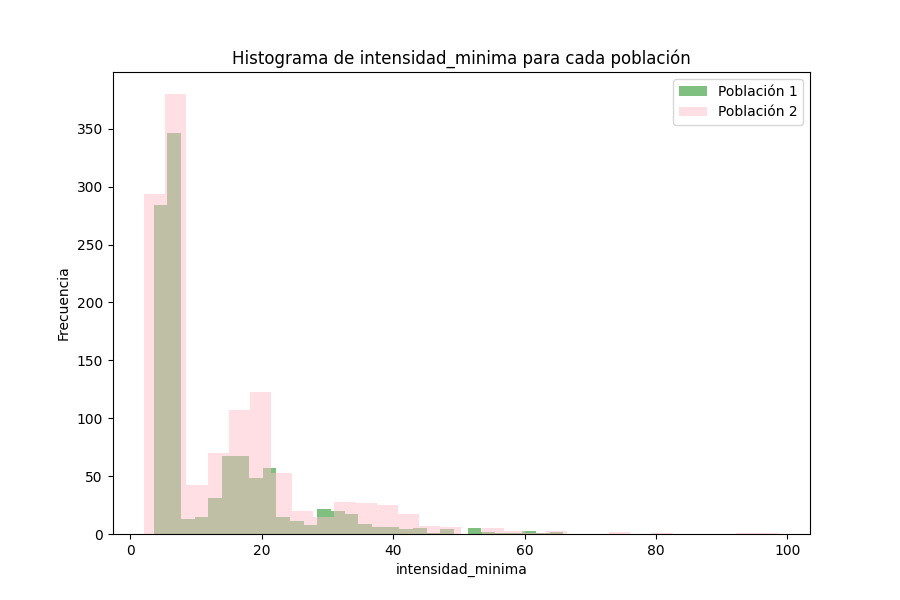 Histograma de intensidad_minima para cada población
Población 1
Población 2
Frecuencia
350
300
250
200
150
100
50
0
0 20 40 60 80 100
intensidad_minima